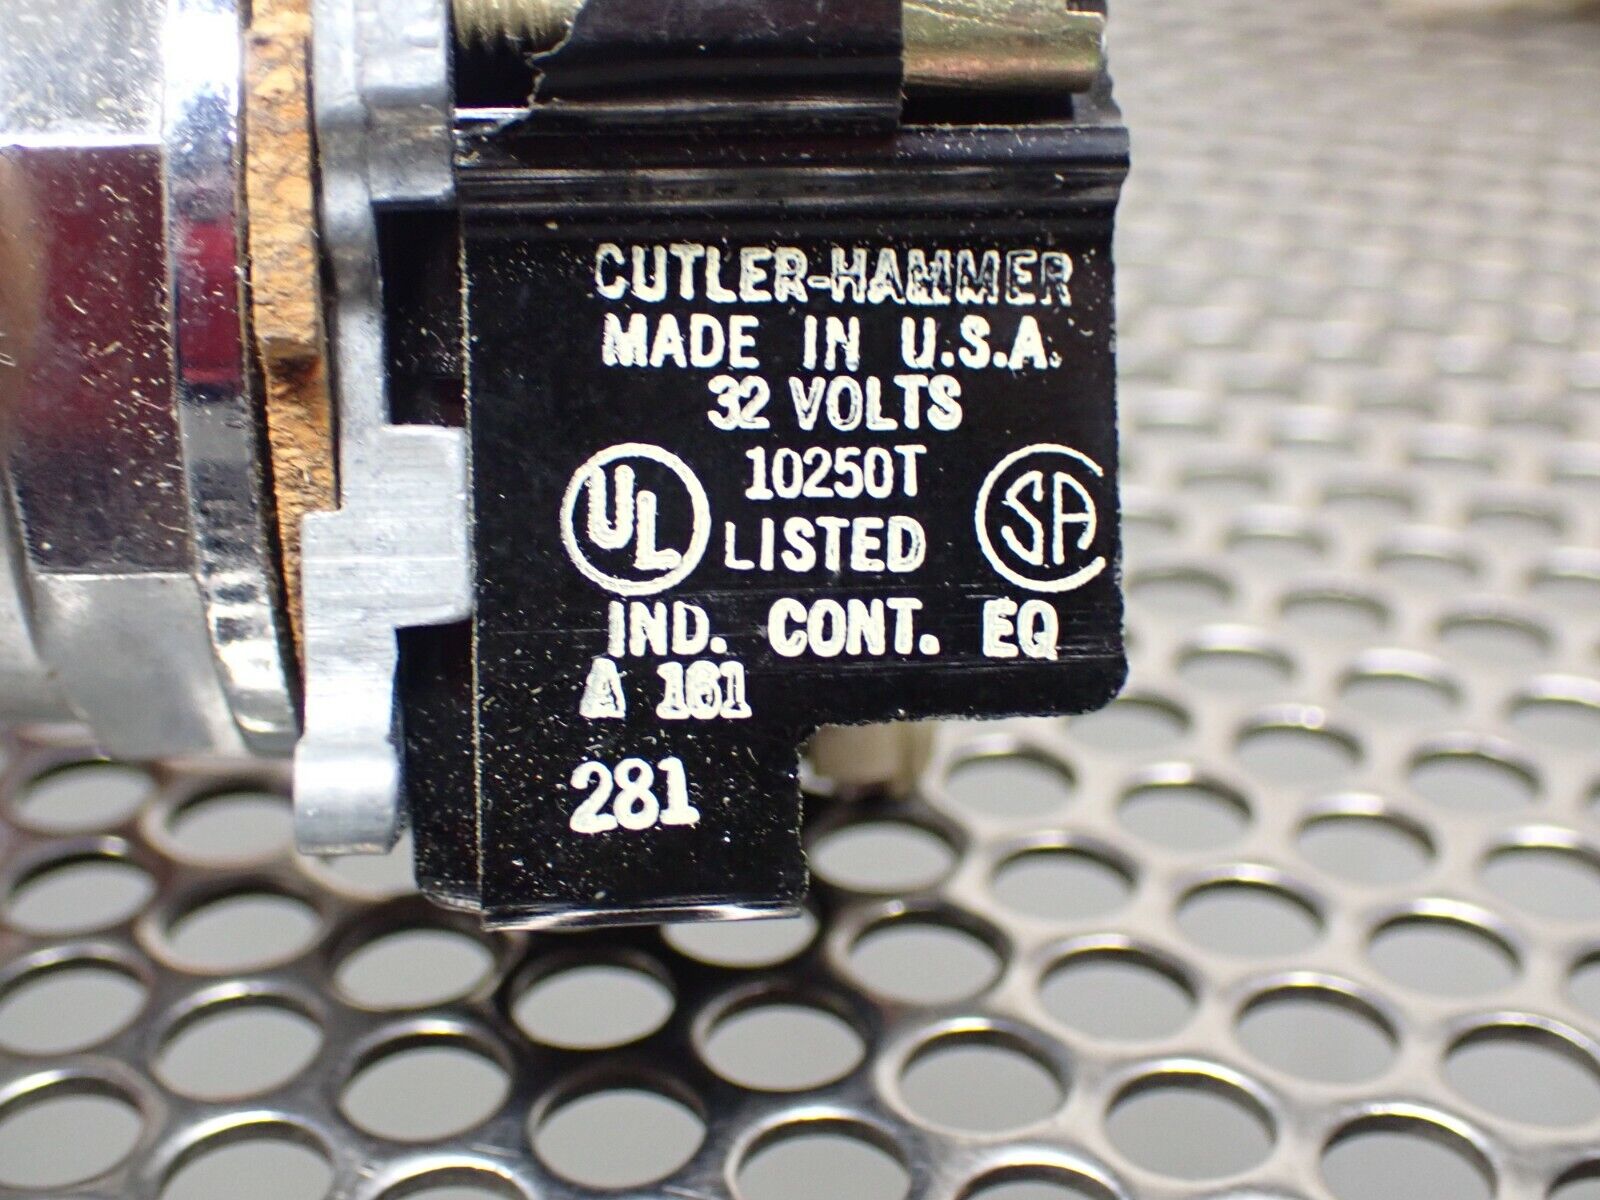 CUTLER-HAMMER
MADE IN U.S.A.
32 VOLTS
10250T
UL LISTED SA
IND. CONT. EQ
A 161
281